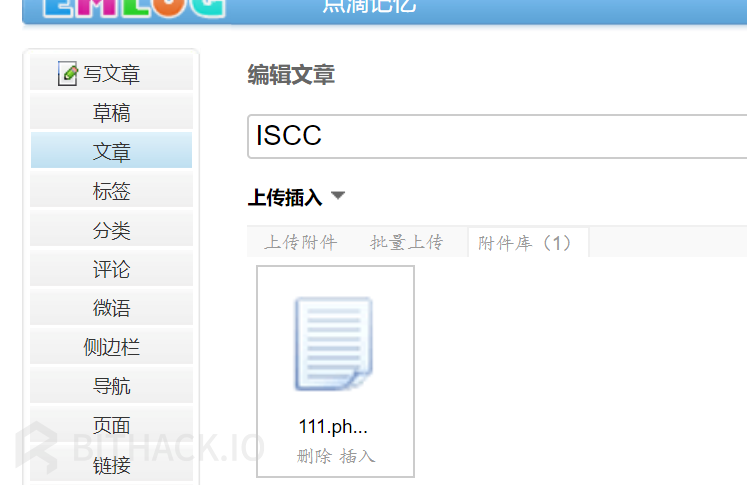 EMLOG 点滴记忆
写文章
草稿
文章
标签
分类
评论
微语
侧边栏
导航
页面
链接
编辑文章
ISCC
上传插入
上传附件 批量上传 附件库（1）
111.ph...
删除 插入
BITHACK.IO